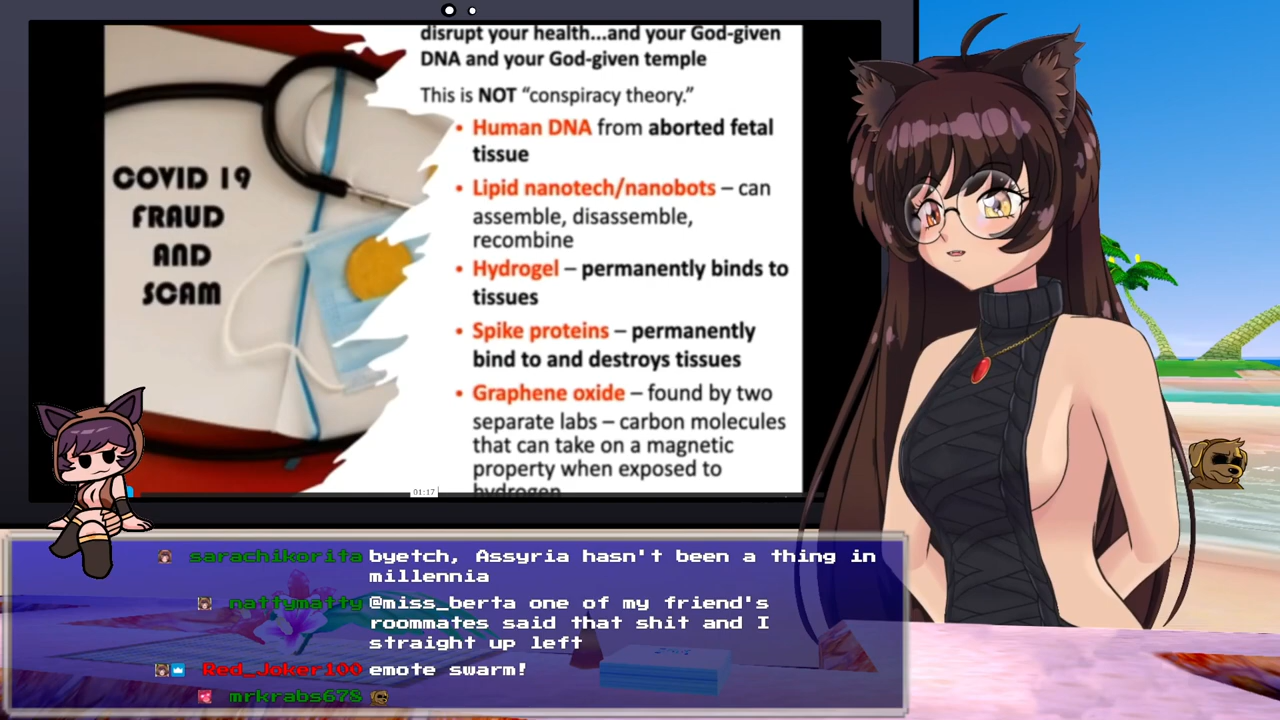 disrupt your health...and your God-given
DNA and your God-given temple
This is NOT “conspiracy theory.”
• Human DNA from aborted fetal
tissue
• Lipid nanotech/nanobots – can
assemble, disassemble,
recombine
• Hydrogel – permanently binds to
tissues
• Spike proteins – permanently
bind to and destroys tissues
• Graphene oxide – found by two
separate labs – carbon molecules
that can take on a magnetic
property when exposed to
hydrogen
COVID 19
FRAUD
AND
SCAM
01:17
sarachikorita byetch, Assyria hasn't been a thing in
millennia
nattymatty @miss_berta one of my friend's
roommates said that shit and I
straight up left
Red_Joker100 emote swarm!
mrkrabs678